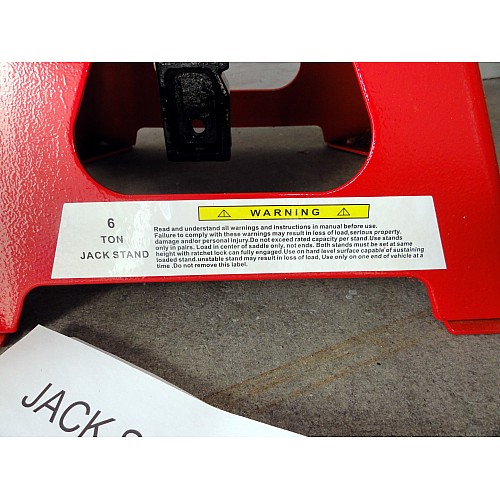 WARNING
6
TON
JACK STAND
Read and understand all warnings and instructions in manual before use.
Failure to comply with these warnings may result in loss of load,serious property.
damage and/or personal injury.Do not exceed rated capacity per stand.Use stands
only in pairs. Load in center of saddle only, not ends. Both stands must be set at same
height with ratchet lock can fully engaged.Use on hard level surface capable of sustaining
loaded stand.unstable stand may result in loss of load, Use only on one end of vehicle at a
time .Do not remove this label.
JACK S